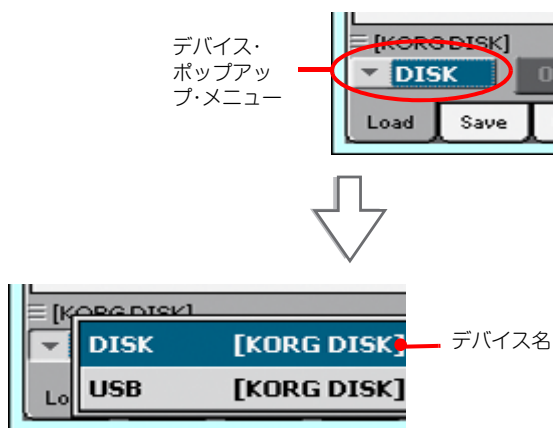 デバイス・
ポップアッ
プ・メニュー
[KORG DISK]
DISK
Load Save
[KORG DISK]
DISK [KORG DISK]
デバイス名
Lo
USB [KORG DISK]